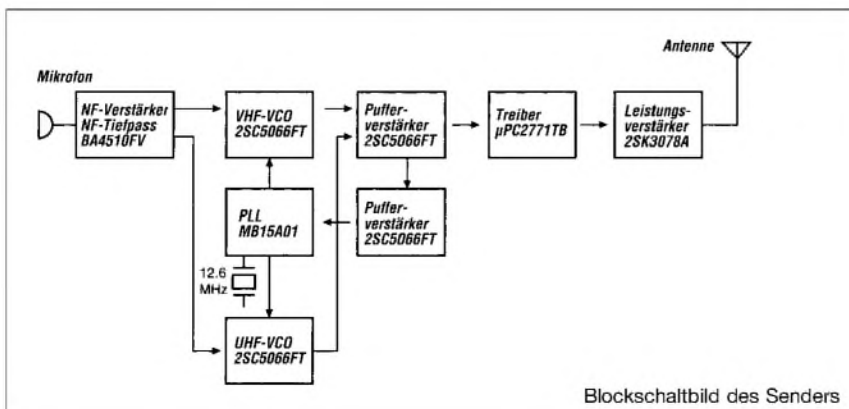 Antenne
Mikrofon
NF-Verstärker
NF-Tiefpass
BA4510FV
VHF-VCO
2SC5066FT
Puffer-
verstärker
2SC5066FT
Treiber
µPC2771TB
Leistungs-
verstärker
2SK3078A
PLL
MB15A01
Puffer-
verstärker
2SC5066FT
12.6
MHz
UHF-VCO
2SC5066FT
Blockschaltbild des Senders